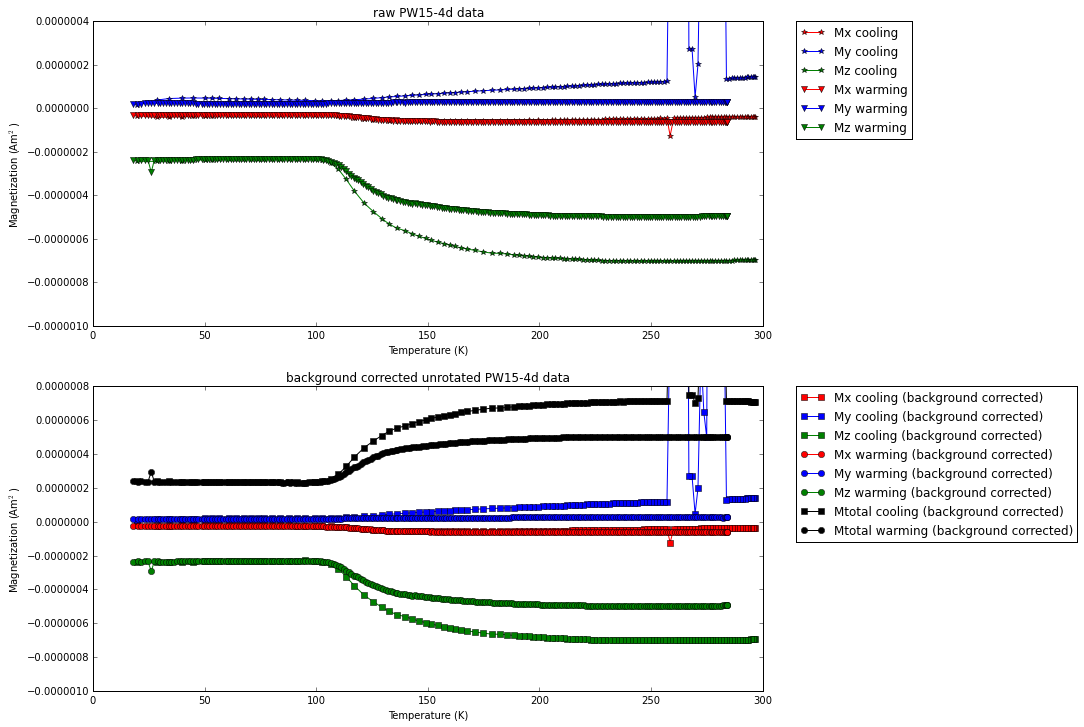 raw PW15-4d data
0.0000004
0.0000002
0.0000000
−0.0000002
−0.0000004
−0.0000006
−0.0000008
−0.0000010
Magnetization (Am²)
0 50 100 150 200 250 300
Temperature (K)
Mx cooling
My cooling
Mz cooling
Mx warming
My warming
Mz warming
background corrected unrotated PW15-4d data
0.0000008
0.0000006
0.0000004
0.0000002
0.0000000
−0.0000002
−0.0000004
−0.0000006
−0.0000008
−0.0000010
Magnetization (Am²)
0 50 100 150 200 250 300
Temperature (K)
Mx cooling (background corrected)
My cooling (background corrected)
Mz cooling (background corrected)
Mx warming (background corrected)
My warming (background corrected)
Mz warming (background corrected)
Mtotal cooling (background corrected)
Mtotal warming (background corrected)